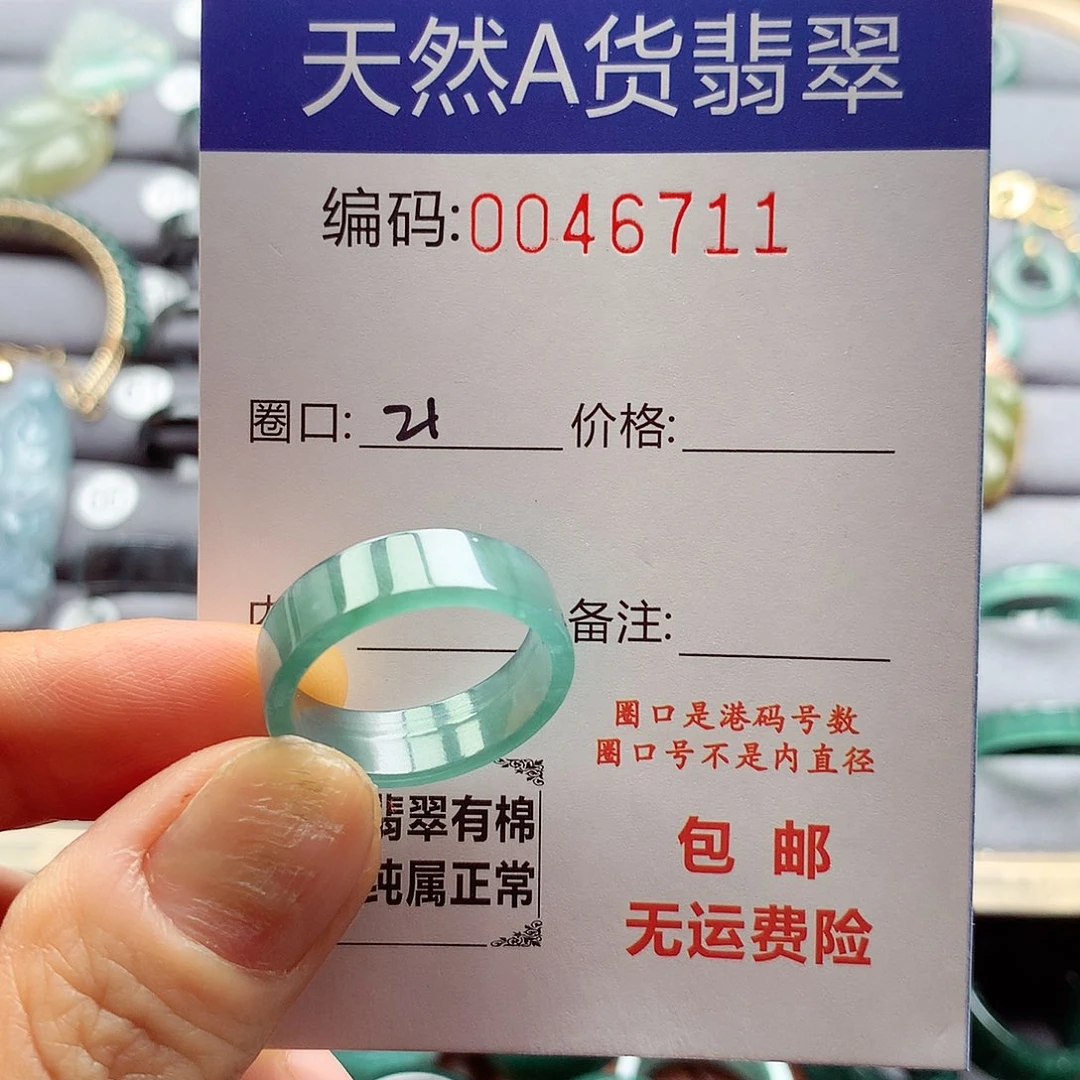 天然A货翡翠
编码:0046711
圈口: 21 价格:
备注:
圈口是港码号数
圈口号不是内直径
翡翠有棉
纯属正常
包邮
无运费险